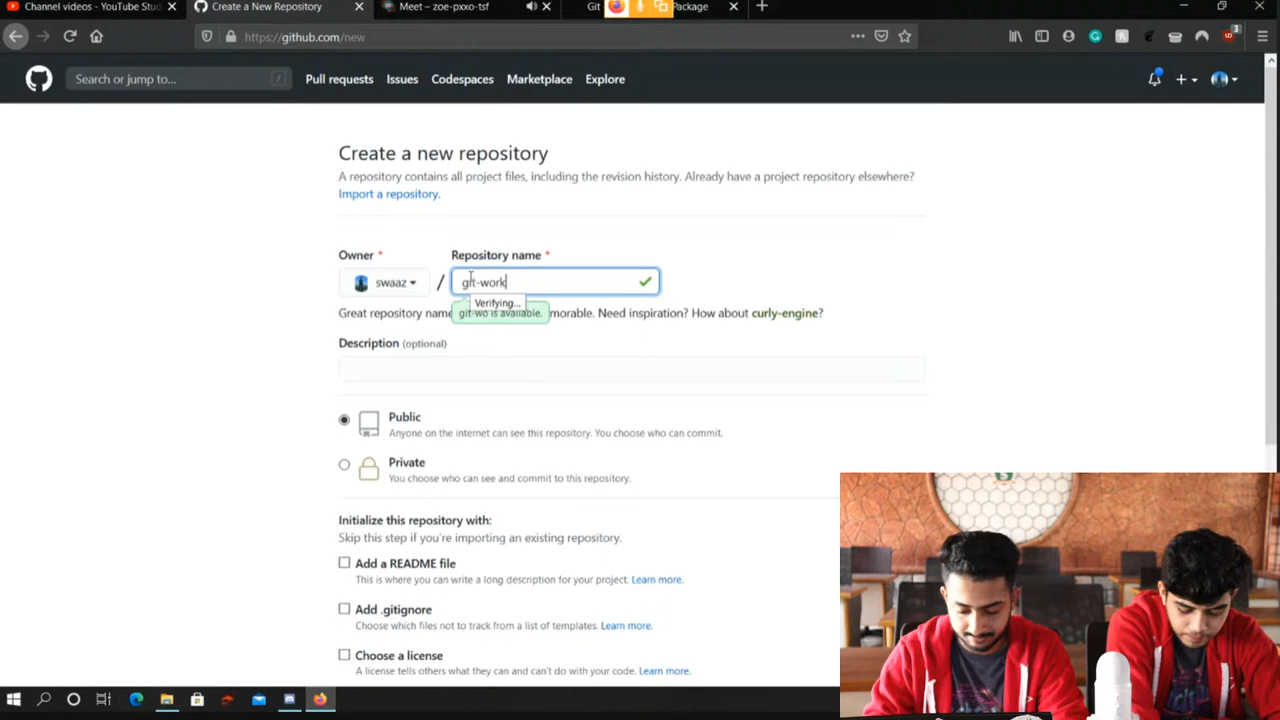 Channel videos - YouTube Stu
Create a New Repository
Meet – zoe-pxxo-tsf
Git
Package
https://github.com/new
3
Search or jump to...
/
Pull requests
Issues
Codespaces
Marketplace
Explore
Create a new repository
A repository contains all project files, including the revision history. Already have a project repository elsewhere?
Import a repository.
Owner *
Repository name *
swaaz
/
git-work
Verifying...
git-wo is available.
Great repository name
morable. Need inspiration? How about curly-engine?
Description (optional)
Public
Anyone on the internet can see this repository. You choose who can commit.
Private
You choose who can see and commit to this repository.
Initialize this repository with:
Skip this step if you're importing an existing repository.
Add a README file
This is where you can write a long description for your project. Learn more.
Add .gitignore
Choose which files not to track from a list of templates. Learn more.
Choose a license
A license tells others what they can and can't do with your code. Learn more.